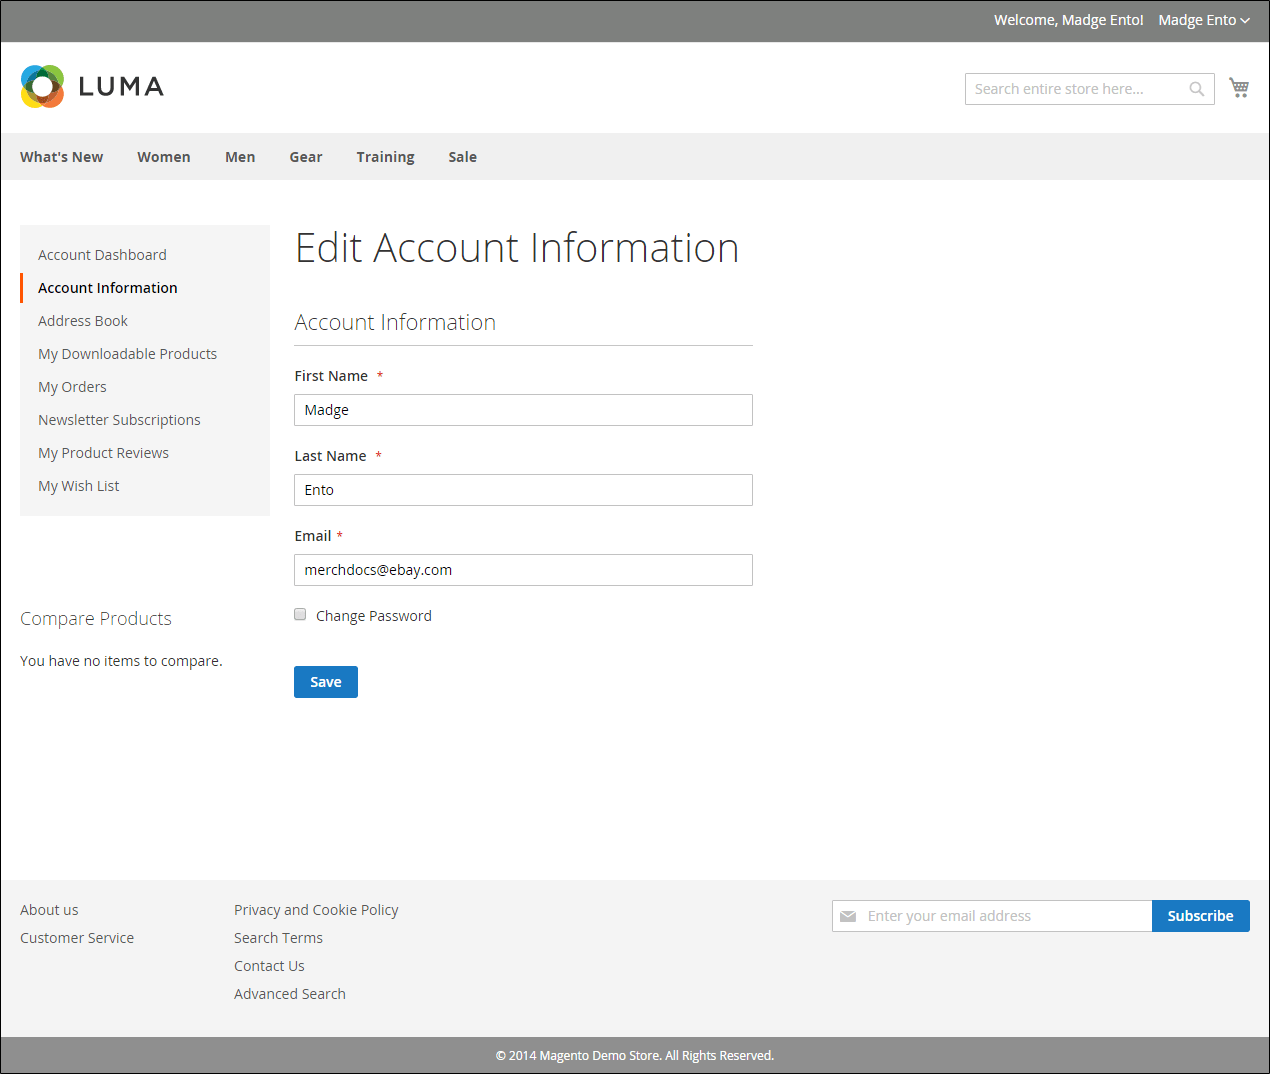 Welcome, Madge Ento! Madge Ento
LUMA
Search entire store here...
What's New Women Men Gear Training Sale
Account Dashboard
Account Information
Address Book
My Downloadable Products
My Orders
Newsletter Subscriptions
My Product Reviews
My Wish List
Compare Products
You have no items to compare.
Edit Account Information
Account Information
First Name *
Madge
Last Name *
Ento
Email *
merchdocs@ebay.com
Change Password
Save
About us
Customer Service
Privacy and Cookie Policy
Search Terms
Contact Us
Advanced Search
Enter your email address Subscribe
© 2014 Magento Demo Store. All Rights Reserved.